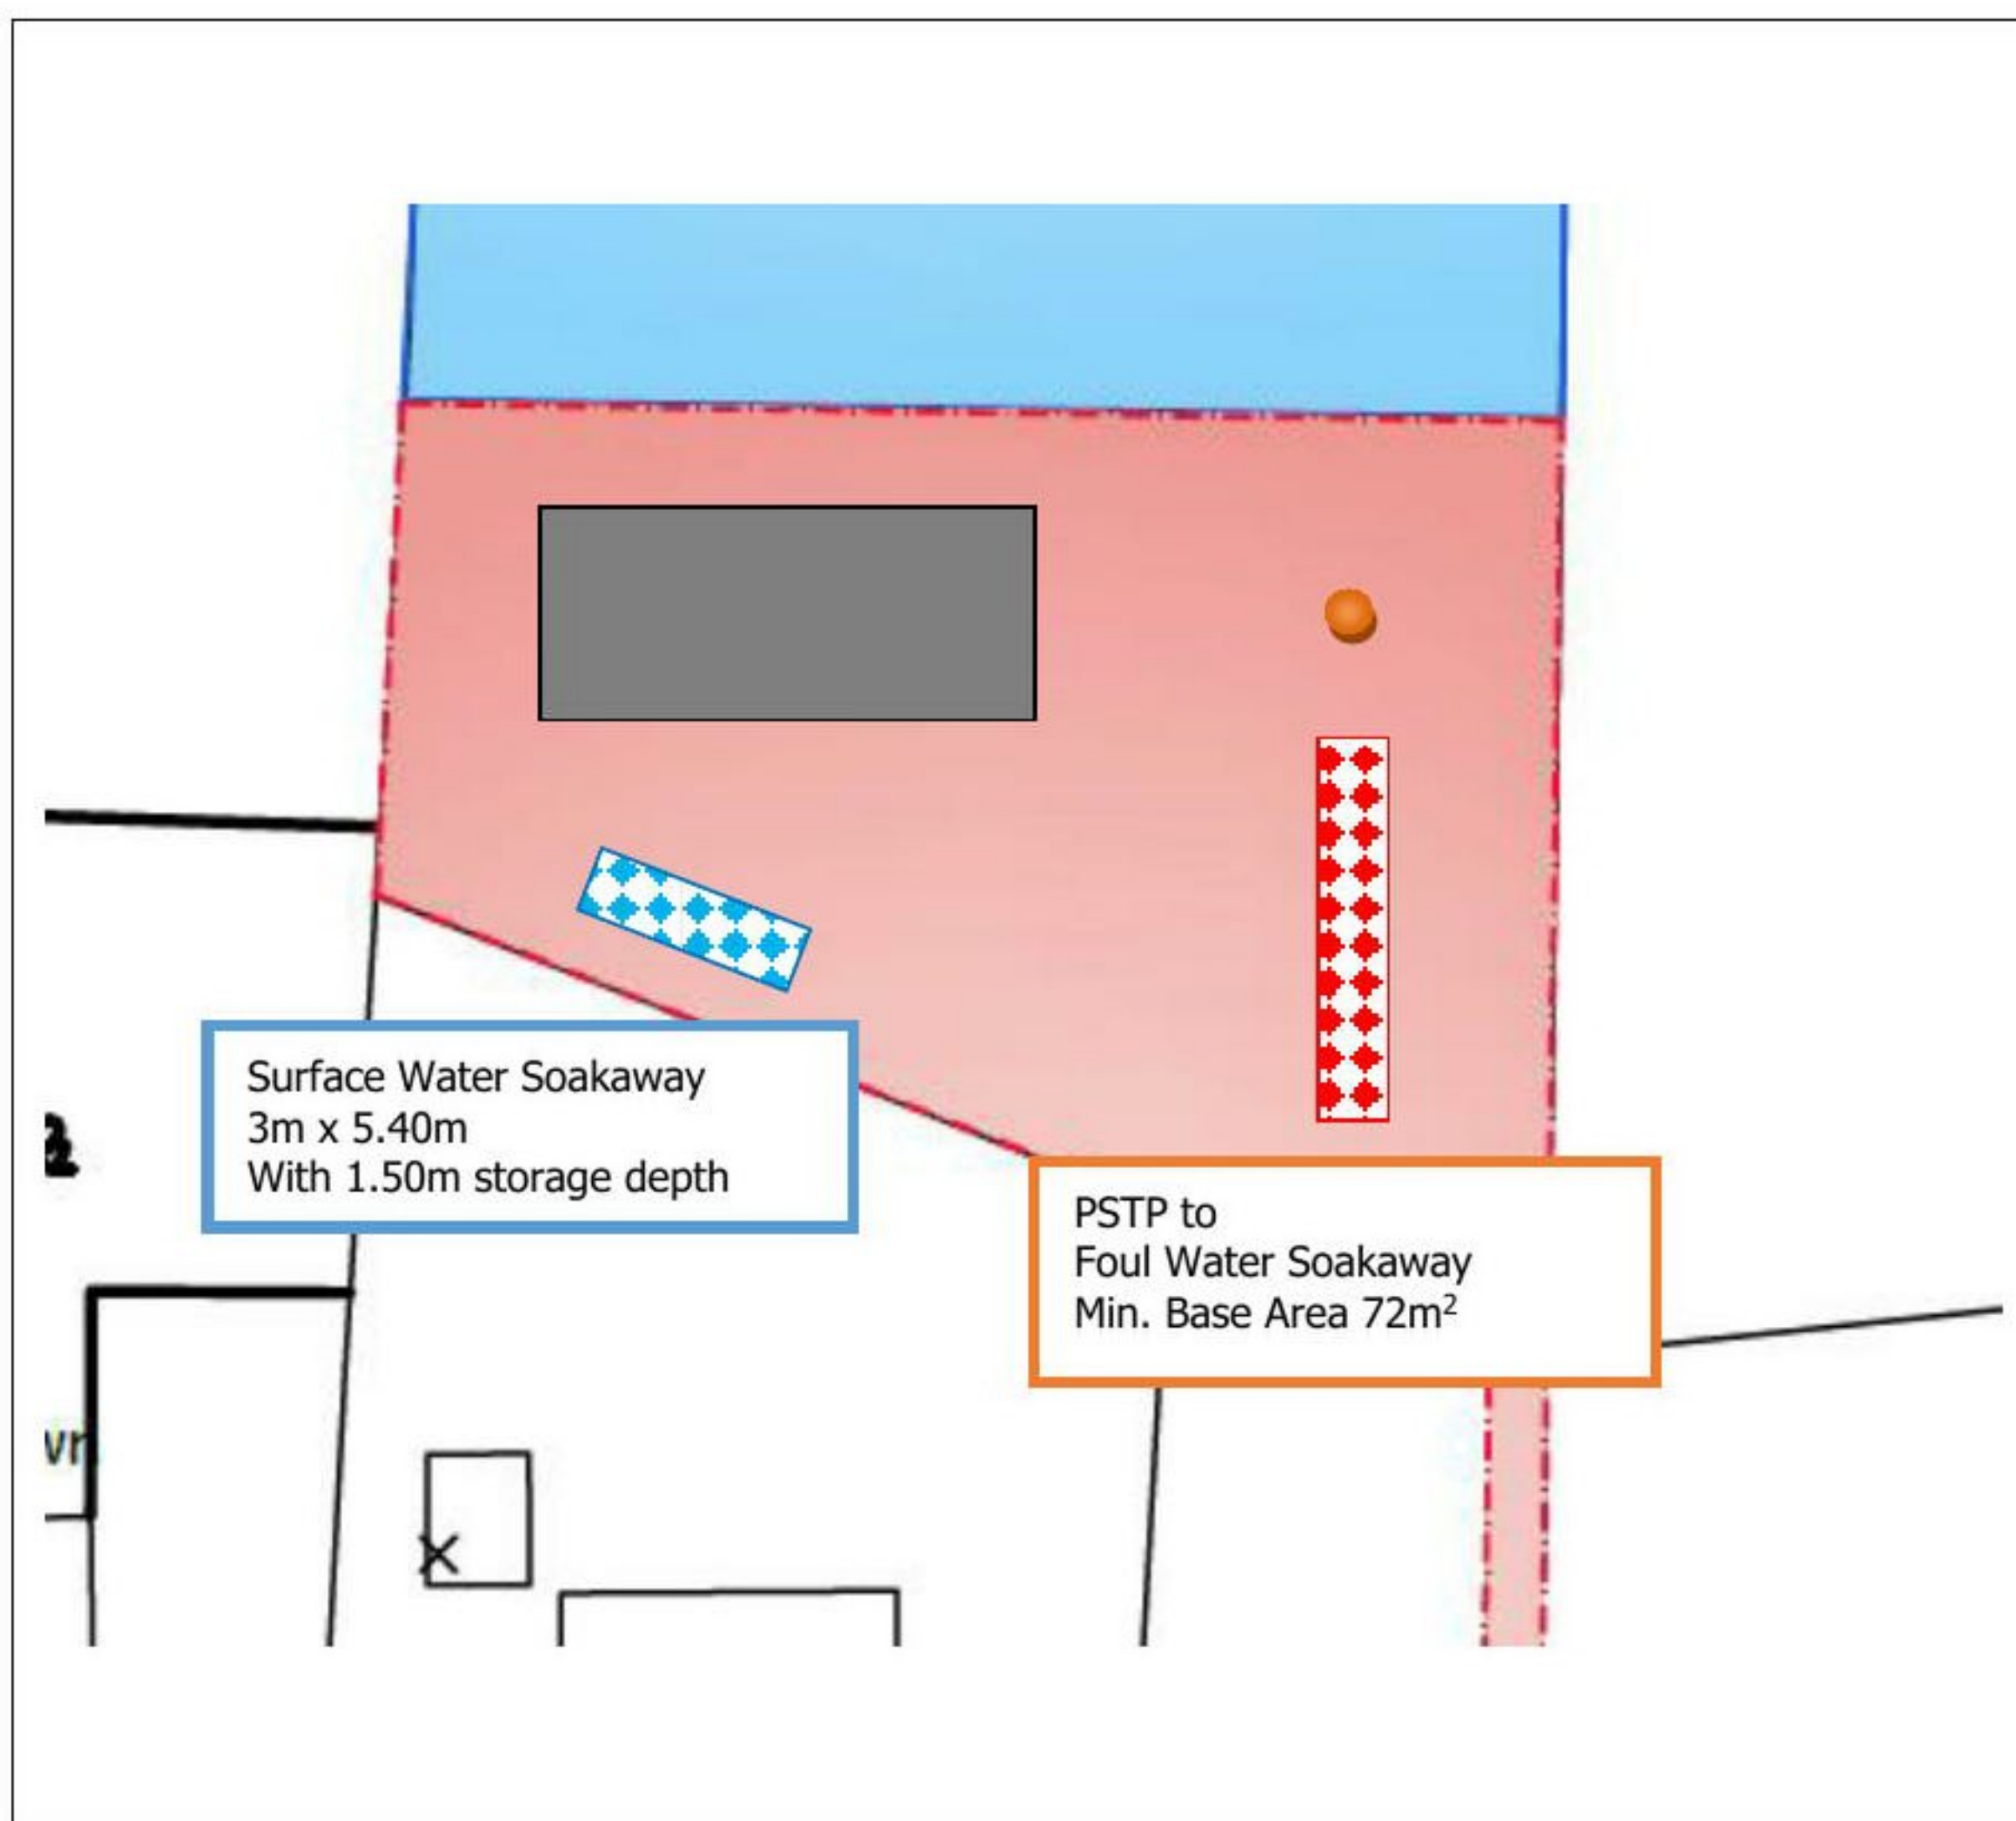 Surface Water Soakaway
3m x 5.40m
With 1.50m storage depth
PSTP to
Foul Water Soakaway
Min. Base Area 72m²